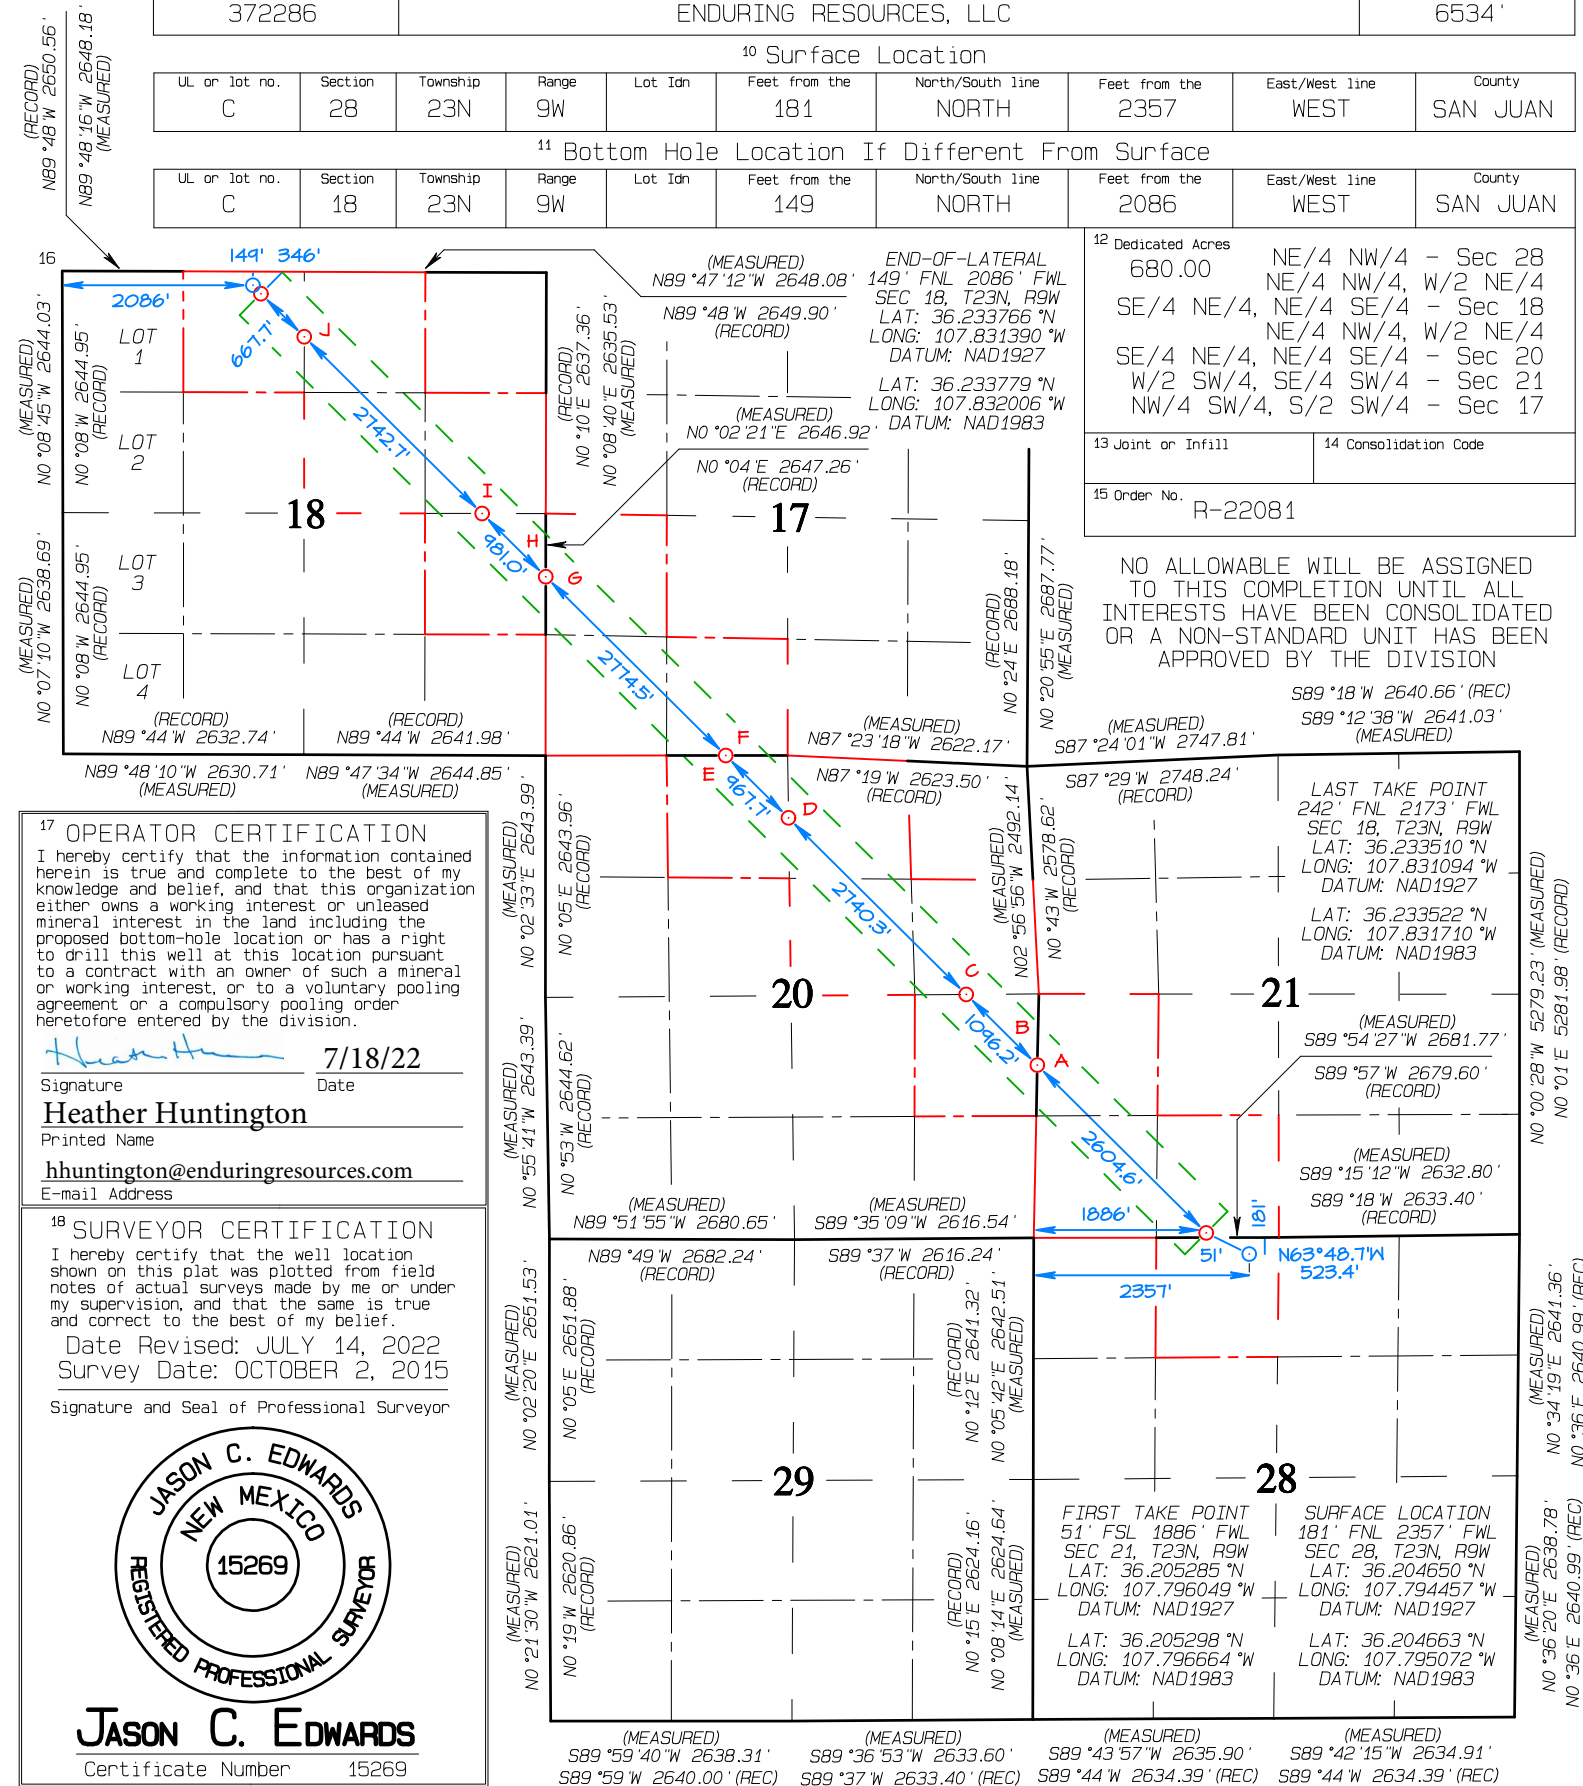 372286 ENDURING RESOURCES, LLC 6534'
10 Surface Location
UL or lot no. Section Township Range Lot Idn Feet from the North/South line Feet from the East/West line County
C 28 23N 9W 181 NORTH 2357 WEST SAN JUAN
11 Bottom Hole Location If Different From Surface
UL or lot no. Section Township Range Lot Idn Feet from the North/South line Feet from the East/West line County
C 18 23N 9W 149 NORTH 2086 WEST SAN JUAN
(RECORD)
N89°48'W 2650.56'
N89°48'16"W 2648.18'
(MEASURED)
12 Dedicated Acres
680.00
NE/4 NW/4 - Sec 28
NE/4 NW/4, W/2 NE/4
SE/4 NE/4, NE/4 SE/4 - Sec 18
NE/4 NW/4, W/2 NE/4
SE/4 NE/4, NE/4 SE/4 - Sec 20
W/2 SW/4, SE/4 SW/4 - Sec 21
NW/4 SW/4, S/2 SW/4 - Sec 17
13 Joint or Infill
14 Consolidation Code
15 Order No.
R-22081
NO ALLOWABLE WILL BE ASSIGNED
TO THIS COMPLETION UNTIL ALL
INTERESTS HAVE BEEN CONSOLIDATED
OR A NON-STANDARD UNIT HAS BEEN
APPROVED BY THE DIVISION
16
149' 346'
2086'
667.7'
J
2742.7'
I
981.0'
H
G
2774.5'
F
E
967.7'
D
2740.3'
C
1096.2'
B
A
2604.6'
1886'
51'
181'
N63°48.7'W
523.4'
2357'
LOT
1
LOT
2
LOT
3
LOT
4
18
17
20
21
29
28
(MEASURED)
N89°47'12"W 2648.08'
N89°48'W 2649.90'
(RECORD)
END-OF-LATERAL
149' FNL 2086' FWL
SEC 18, T23N, R9W
LAT: 36.233766°N
LONG: 107.831390°W
DATUM: NAD1927
LAT: 36.233779°N
LONG: 107.832006°W
DATUM: NAD1983
(MEASURED)
N0°02'21"E 2646.92'
N0°04'E 2647.26'
(RECORD)
(RECORD)
N0°10'E 2637.36'
N0°08'40"E 2635.53'
(MEASURED)
(MEASURED)
N0°08'45"W 2644.03'
N0°08'W 2644.95'
(RECORD)
(MEASURED)
N0°07'10"W 2638.69'
N0°08'W 2644.95'
(RECORD)
(RECORD)
N0°24'E 2688.18'
N0°20'55"E 2687.77'
(MEASURED)
(RECORD)
N89°44'W 2632.74'
(RECORD)
N89°44'W 2641.98'
N89°48'10"W 2630.71'
(MEASURED)
N89°47'34"W 2644.85'
(MEASURED)
(MEASURED)
N87°23'18"W 2622.17'
N87°19'W 2623.50'
(RECORD)
(MEASURED)
S87°24'01"W 2747.81'
S87°29'W 2748.24'
(RECORD)
S89°18'W 2640.66' (REC)
S89°12'38"W 2641.03'
(MEASURED)
LAST TAKE POINT
242' FNL 2173' FWL
SEC 18, T23N, R9W
LAT: 36.233510°N
LONG: 107.831094°W
DATUM: NAD1927
LAT: 36.233522°N
LONG: 107.831710°W
DATUM: NAD1983
(MEASURED)
N0°02'33"E 2643.99'
N0°05'E 2643.96'
(RECORD)
(MEASURED)
N0°55'41"W 2643.39'
N0°53'W 2644.62'
(RECORD)
(MEASURED)
N02°56'56"W 2492.14'
N0°43'W 2578.62'
(RECORD)
N0°00'28"W 5279.23' (MEASURED)
N0°01'E 5281.98' (RECORD)
(MEASURED)
S89°54'27"W 2681.77'
S89°57'W 2679.60'
(RECORD)
(MEASURED)
S89°15'12"W 2632.80'
S89°18'W 2633.40'
(RECORD)
(MEASURED)
N89°51'55"W 2680.65'
(MEASURED)
S89°35'09"W 2616.54'
N89°49'W 2682.24'
(RECORD)
S89°37'W 2616.24'
(RECORD)
(MEASURED)
N0°02'20"E 2651.53'
N0°05'E 2651.88'
(RECORD)
(MEASURED)
N0°21'30"W 2621.01'
N0°19'W 2620.86'
(RECORD)
(RECORD)
N0°12'E 2641.32'
N0°05'42"E 2642.51'
(MEASURED)
(RECORD)
N0°15'E 2624.16'
N0°08'14"E 2624.64'
(MEASURED)
(MEASURED)
N0°34'19"E 2641.36'
N0°36'E 2640.99' (REC)
(MEASURED)
N0°36'20"E 2638.78'
N0°36'E 2640.99' (REC)
FIRST TAKE POINT
51' FSL 1886' FWL
SEC 21, T23N, R9W
LAT: 36.205285°N
LONG: 107.796049°W
DATUM: NAD1927
LAT: 36.205298°N
LONG: 107.796664°W
DATUM: NAD1983
SURFACE LOCATION
181' FNL 2357' FWL
SEC 28, T23N, R9W
LAT: 36.204650°N
LONG: 107.794457°W
DATUM: NAD1927
LAT: 36.204663°N
LONG: 107.795072°W
DATUM: NAD1983
(MEASURED)
S89°59'40"W 2638.31'
S89°59'W 2640.00' (REC)
(MEASURED)
S89°36'53"W 2633.60'
S89°37'W 2633.40' (REC)
(MEASURED)
S89°43'57"W 2635.90'
S89°44'W 2634.39' (REC)
(MEASURED)
S89°42'15"W 2634.91'
S89°44'W 2634.39' (REC)
17 OPERATOR CERTIFICATION
I hereby certify that the information contained
herein is true and complete to the best of my
knowledge and belief, and that this organization
either owns a working interest or unleased
mineral interest in the land including the
proposed bottom-hole location or has a right
to drill this well at this location pursuant
to a contract with an owner of such a mineral
or working interest, or to a voluntary pooling
agreement or a compulsory pooling order
heretofore entered by the division.
7/18/22
Signature Date
Heather Huntington
Printed Name
hhuntington@enduringresources.com
E-mail Address
18 SURVEYOR CERTIFICATION
I hereby certify that the well location
shown on this plat was plotted from field
notes of actual surveys made by me or under
my supervision, and that the same is true
and correct to the best of my belief.
Date Revised: JULY 14, 2022
Survey Date: OCTOBER 2, 2015
Signature and Seal of Professional Surveyor
JASON C. EDWARDS
NEW MEXICO
15269
REGISTERED PROFESSIONAL SURVEYOR
JASON C. EDWARDS
Certificate Number 15269